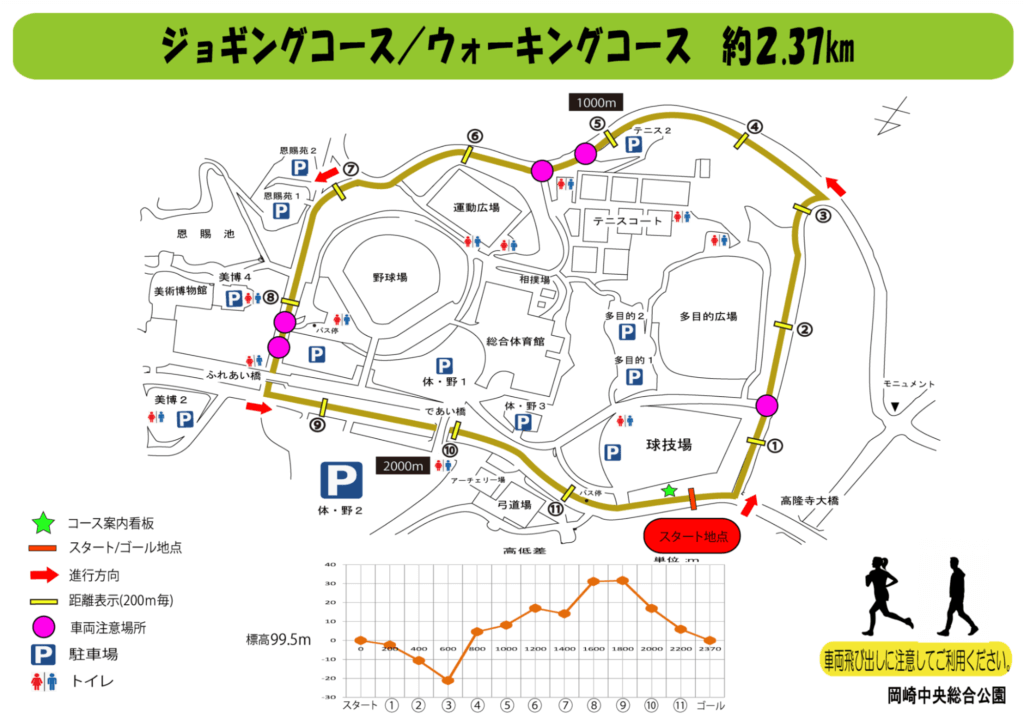 ジョギングコース／ウォーキングコース　約2.37㎞
1000m
⑤
テニス2
④
⑥
恩賜苑2
⑦
恩賜苑1
恩　賜　池
運動広場
テニスコート
③
美博4
美術博物館
⑧
野球場
相撲場
バス停
総合体育館
多目的2
多目的広場
②
多目的1
ふれあい橋
体・野1
モニュメント
美博2
⑨
であい橋
体・野3
球技場
①
⑩
2000m
アーチェリー場
弓道場
バス停
⑪
高隆寺大橋
体・野2
スタート地点
コース案内看板
スタート/ゴール地点
進行方向
距離表示(200m毎)
車両注意場所
駐車場
トイレ
高低差
単位：m
標高99.5m
40
30
20
10
0
-10
-20
-30
0 200 400 600 800 1000 1200 1400 1600 1800 2000 2200 2370
スタート ① ② ③ ④ ⑤ ⑥ ⑦ ⑧ ⑨ ⑩ ⑪ ゴール
車両飛び出しに注意してご利用ください。
岡崎中央総合公園